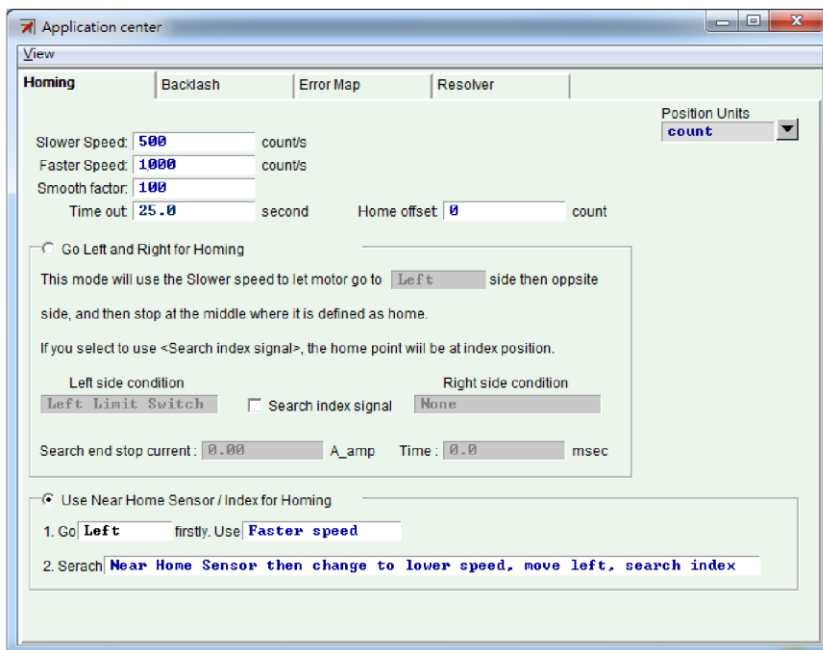 Application center
View
Homing Backlash Error Map Resolver
Position Units
count
Slower Speed: 500 count/s
Faster Speed: 1000 count/s
Smooth factor: 100
Time out: 25.0 second Home offset: 0 count
Go Left and Right for Homing
This mode will use the Slower speed to let motor go to Left side then oppsite
side, and then stop at the middle where it is defined as home.
If you select to use <Search index signal>, the home point will be at index position.
Left side condition Right side condition
Left Limit Switch Search index signal None
Search end stop current : 0.00 A_amp Time : 0.0 msec
Use Near Home Sensor / Index for Homing
1. Go Left firstly. Use Faster speed
2. Serach Near Home Sensor then change to lower speed, move left, search index